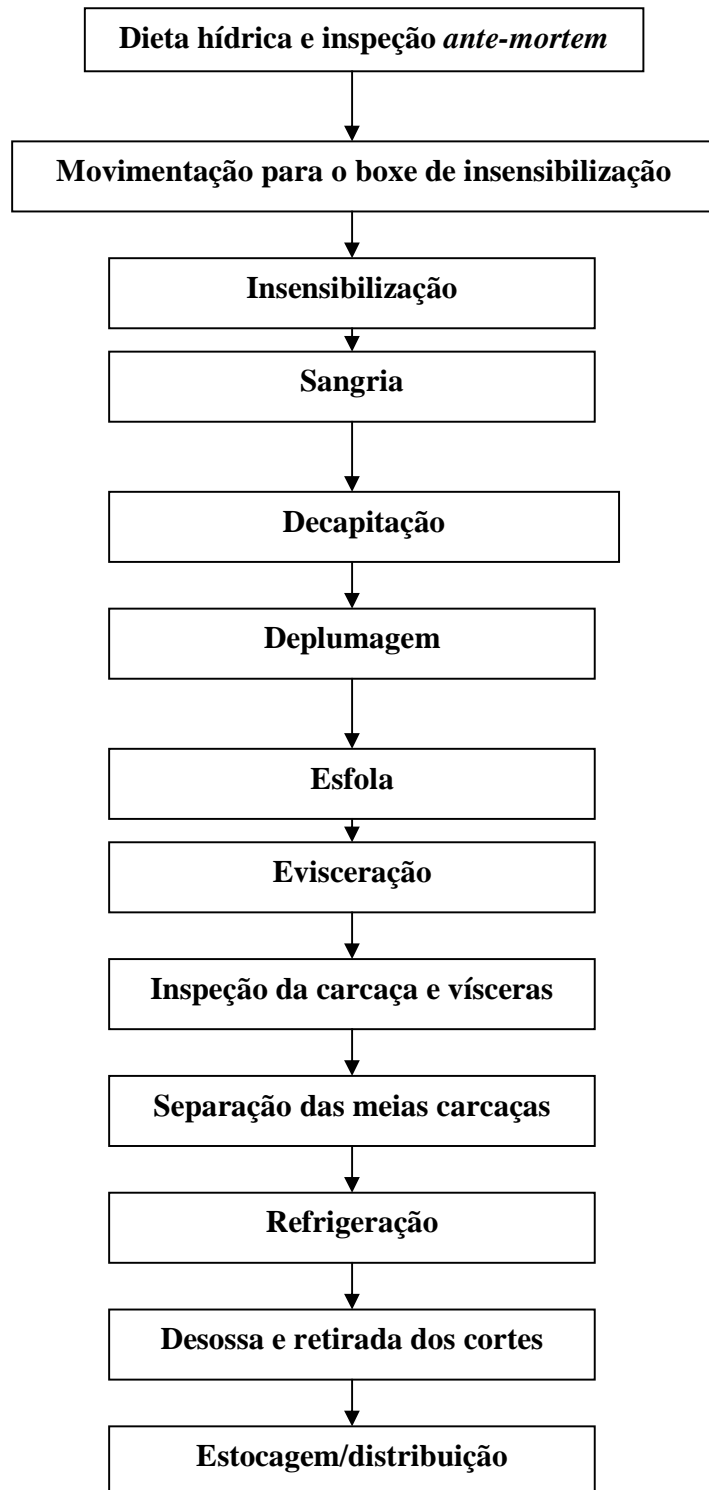 Dieta hídrica e inspeção ante-mortem
Movimentação para o boxe de insensibilização
Insensibilização
Sangria
Decapitação
Deplumagem
Esfola
Evisceração
Inspeção da carcaça e vísceras
Separação das meias carcaças
Refrigeração
Desossa e retirada dos cortes
Estocagem/distribuição